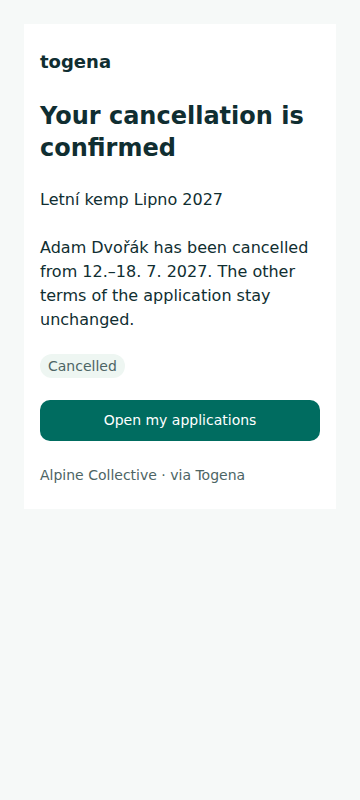 togena
Your cancellation is
confirmed
Letní kemp Lipno 2027
Adam Dvořák has been cancelled
from 12.–18. 7. 2027. The other
terms of the application stay
unchanged.
Cancelled
Open my applications
Alpine Collective · via Togena